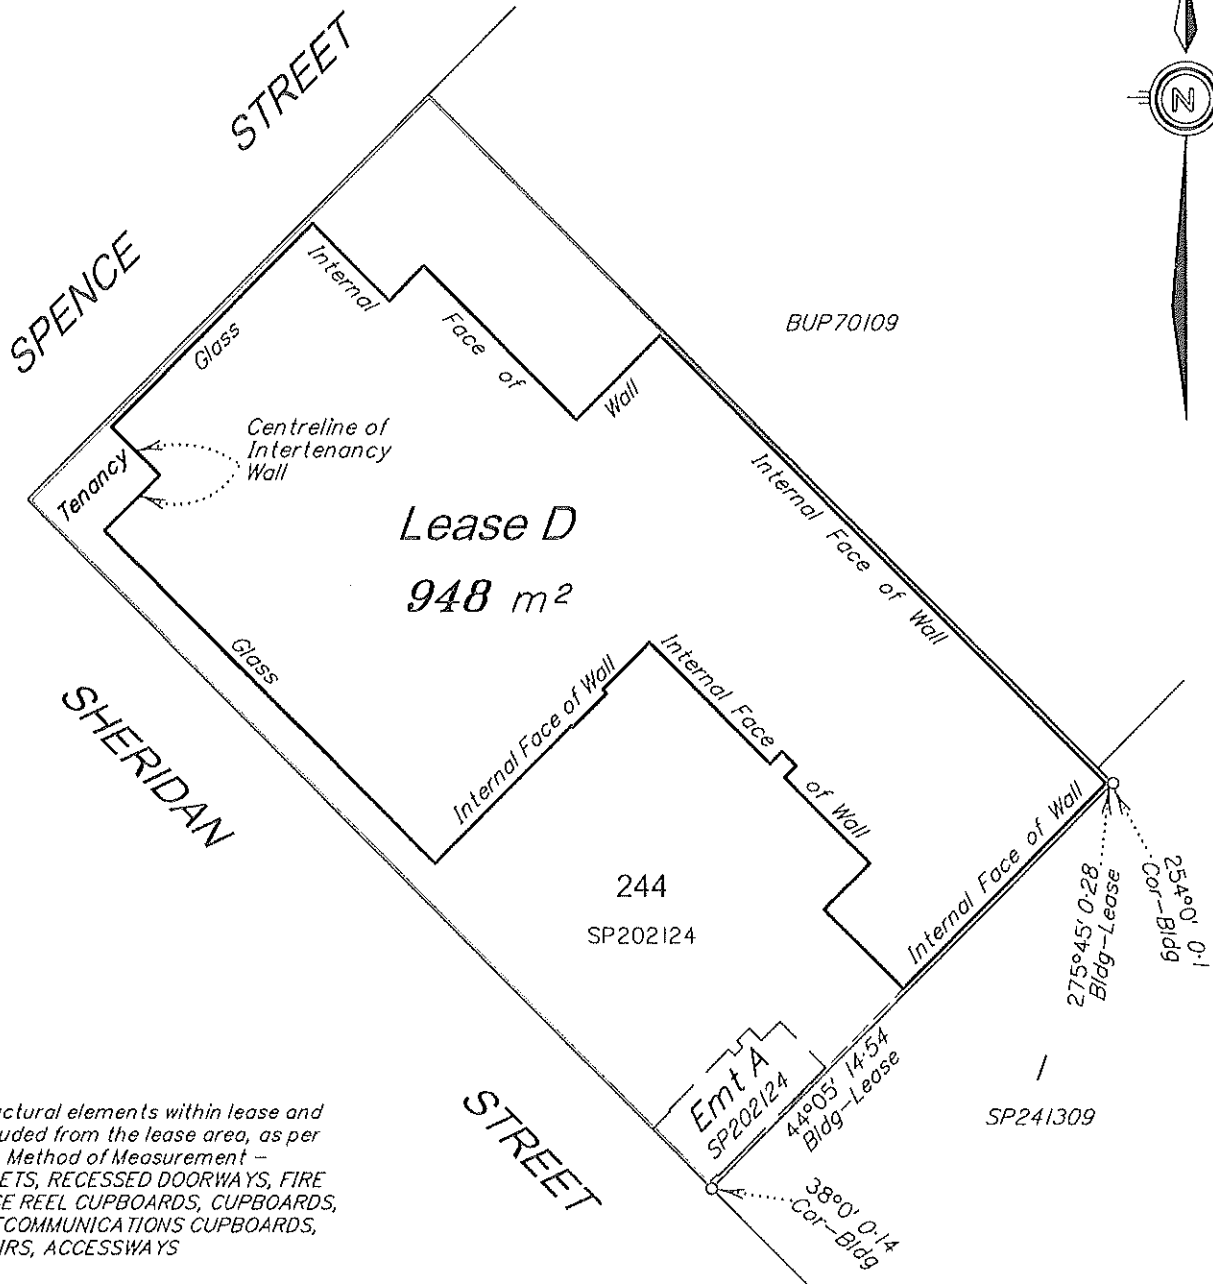 SPENCE STREET
N
BUP70109
Internal Face of Wall
Glass
Centreline of
Intertenancy
Wall
Tenancy
Lease D
948 m²
Internal Face of Wall
Glass
Internal Face of Wall
Internal Face of Wall
Internal Face of Wall
SHERIDAN STREET
244
SP202124
275°45' 0·28
Bldg-Lease
254°0' 0·1
Cor-Bldg
Emt A
SP202124
44°05' 14·54
Bldg-Lease
1
SP241309
38°0' 0·14
Cor-Bldg
ctural elements within lease and
uded from the lease area, as per
Method of Measurement –
ETS, RECESSED DOORWAYS, FIRE
SE REEL CUPBOARDS, CUPBOARDS,
TCOMMUNICATIONS CUPBOARDS,
IRS, ACCESSWAYS